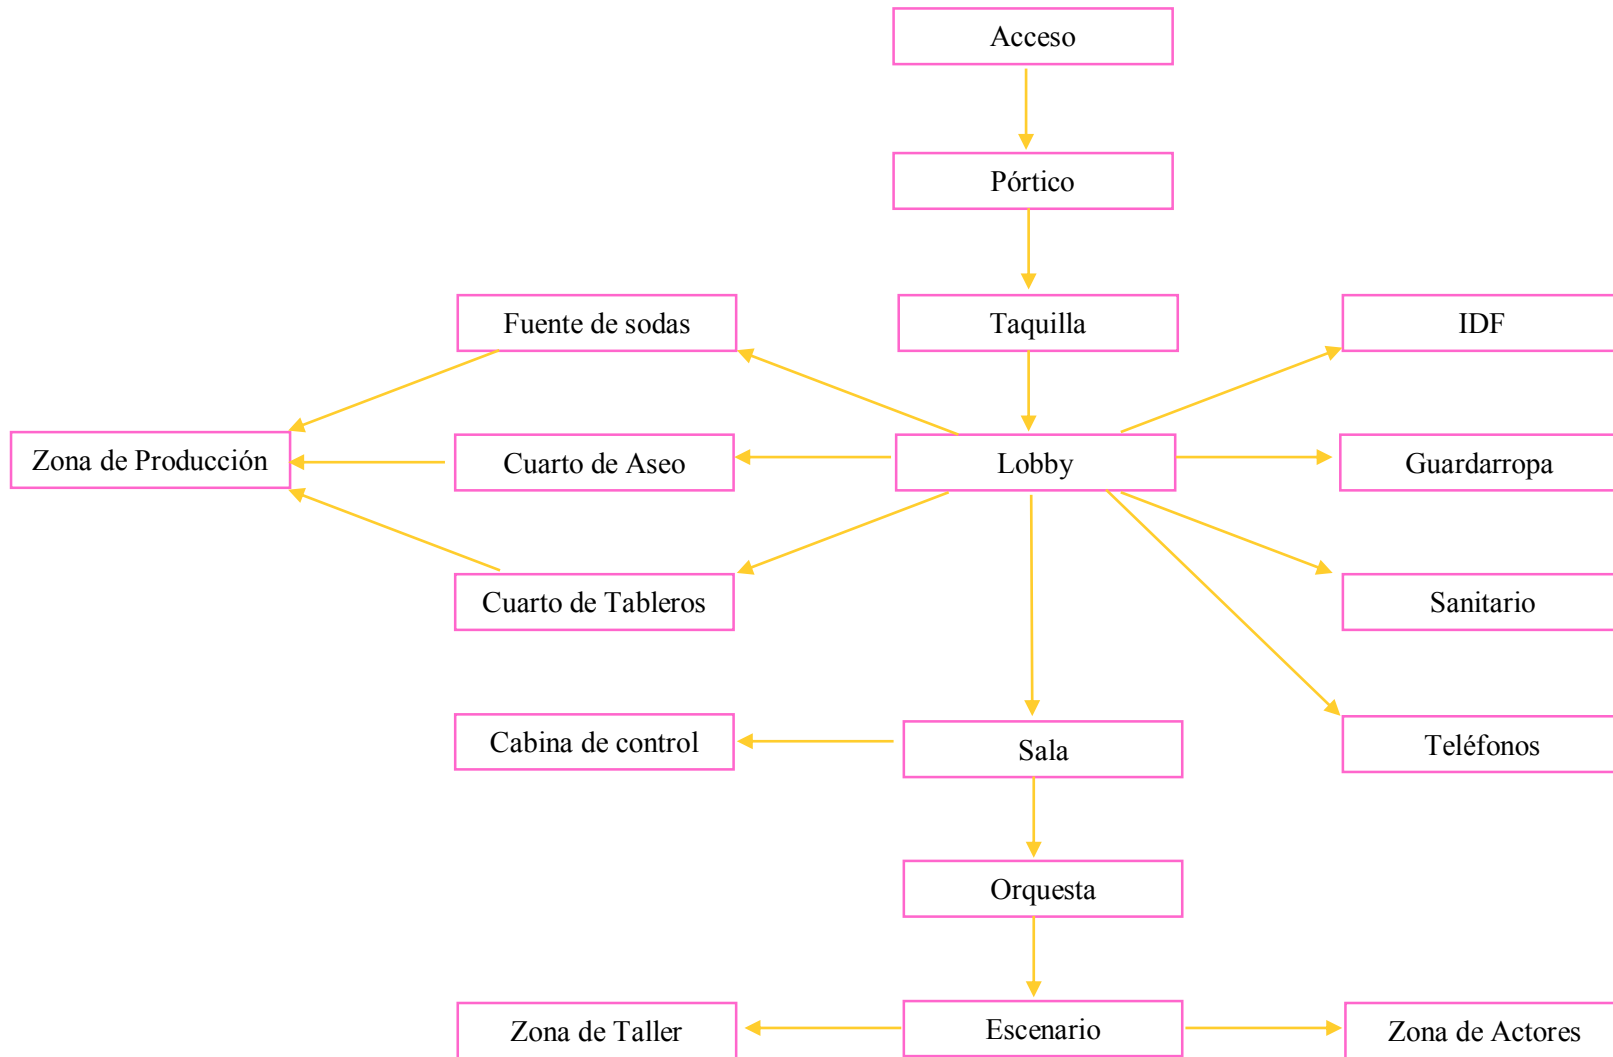 Acceso
Pórtico
Fuente de sodas
Taquilla
IDF
Zona de Producción
Cuarto de Aseo
Lobby
Guardarropa
Cuarto de Tableros
Sanitario
Cabina de control
Sala
Teléfonos
Orquesta
Zona de Taller
Escenario
Zona de Actores